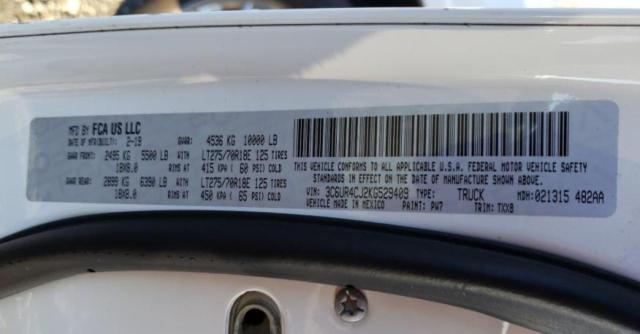 MFD BY FCA US LLC
DATE OF MFR(BUILT): 2-19 GVWR: 4536 KG 10000 LB
GAWR FRONT: 2495 KG 5500 LB WITH LT275/70R18E 125 TIRES
18X8.0 RIMS AT 415 KPA ( 60 PSI) COLD
GAWR REAR: 2899 KG 6390 LB WITH LT275/70R18E 125 TIRES
18X8.0 RIMS AT 450 KPA ( 65 PSI) COLD
THIS VEHICLE CONFORMS TO ALL APPLICABLE U.S.A. FEDERAL MOTOR VEHICLE SAFETY
STANDARDS IN EFFECT ON THE DATE OF MANUFACTURE SHOWN ABOVE.
VIN: 3C6UR4CJ2KG529409 TYPE: TRUCK MDH: 021315 482AA
VEHICLE MADE IN MEXICO PAINT: PW7 TRIM: TXX8